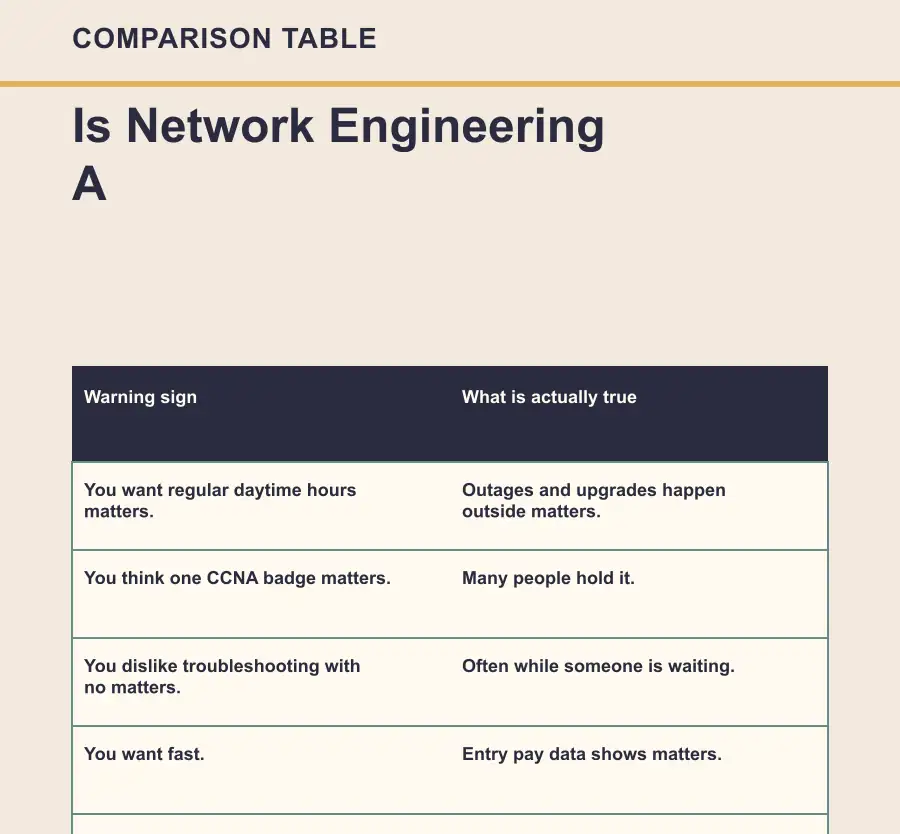 COMPARISON TABLE
Is Network Engineering
A
Warning sign
What is actually true
You want regular daytime hours
matters.
Outages and upgrades happen
outside matters.
You think one CCNA badge matters.
Many people hold it.
You dislike troubleshooting with
no matters.
Often while someone is waiting.
You want fast.
Entry pay data shows matters.